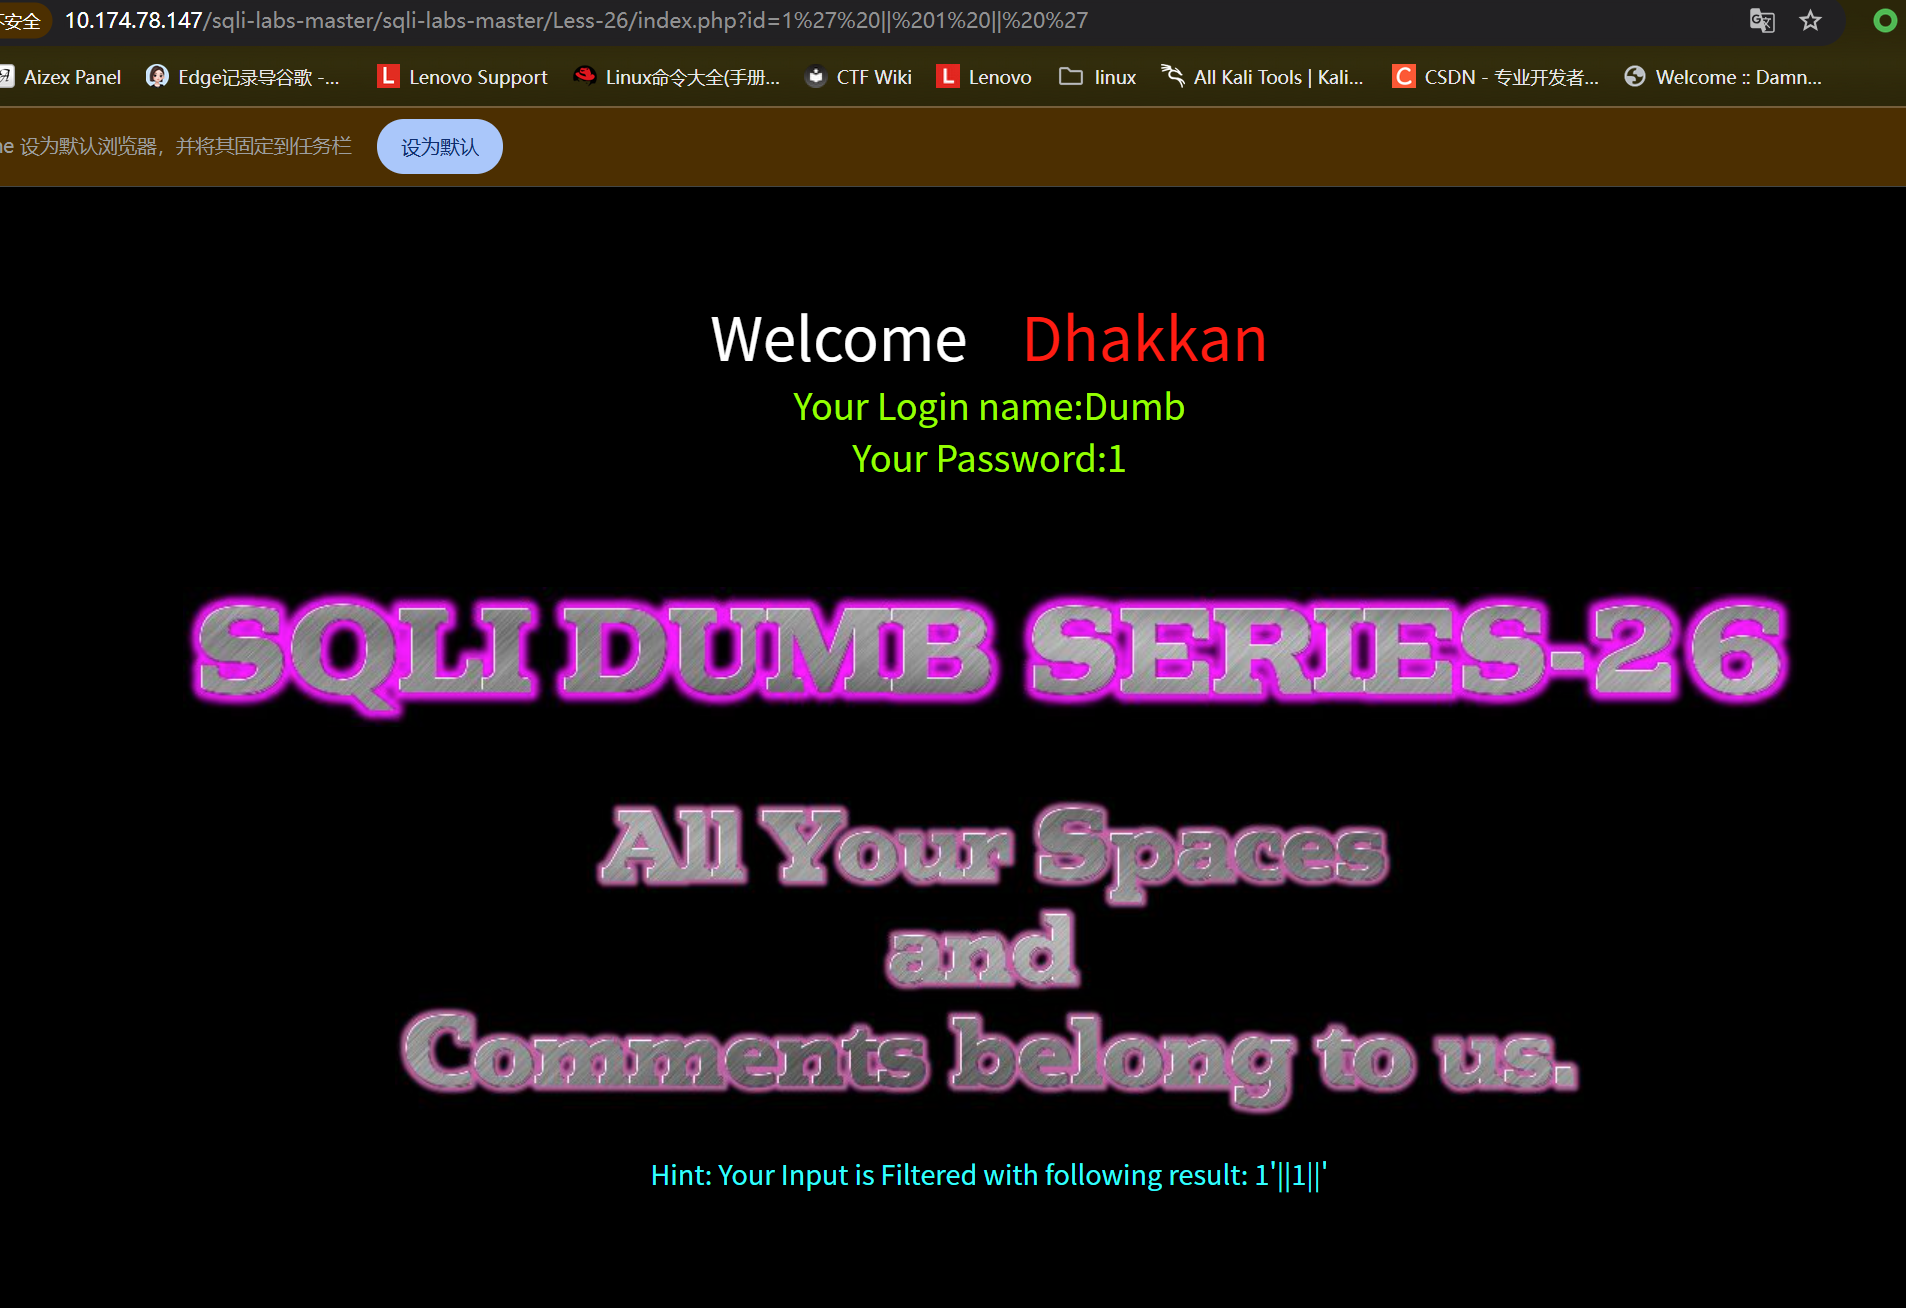 不安全 10.174.78.147/sqli-labs-master/sqli-labs-master/Less-26/index.php?id=1%27%20||%201%20||%20%27
Aizex Panel Edge记录导谷歌 -... Lenovo Support Linux命令大全(手册... CTF Wiki Lenovo linux All Kali Tools | Kali... CSDN - 专业开发者... Welcome :: Damn...
me 设为默认浏览器，并将其固定到任务栏 设为默认
Welcome Dhakkan
Your Login name:Dumb
Your Password:1
SQLI DUMB SERIES-26
All Your Spaces
and
Comments belong to us.
Hint: Your Input is Filtered with following result: 1'||1||'